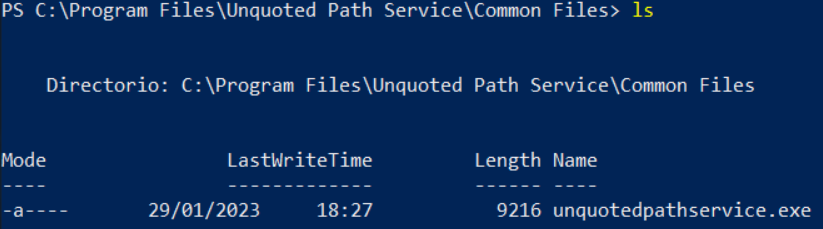 PS C:\Program Files\Unquoted Path Service\Common Files> ls
Directorio: C:\Program Files\Unquoted Path Service\Common Files
Mode LastWriteTime Length Name
---- ------------- ------ ----
-a---- 29/01/2023 18:27 9216 unquotedpathservice.exe